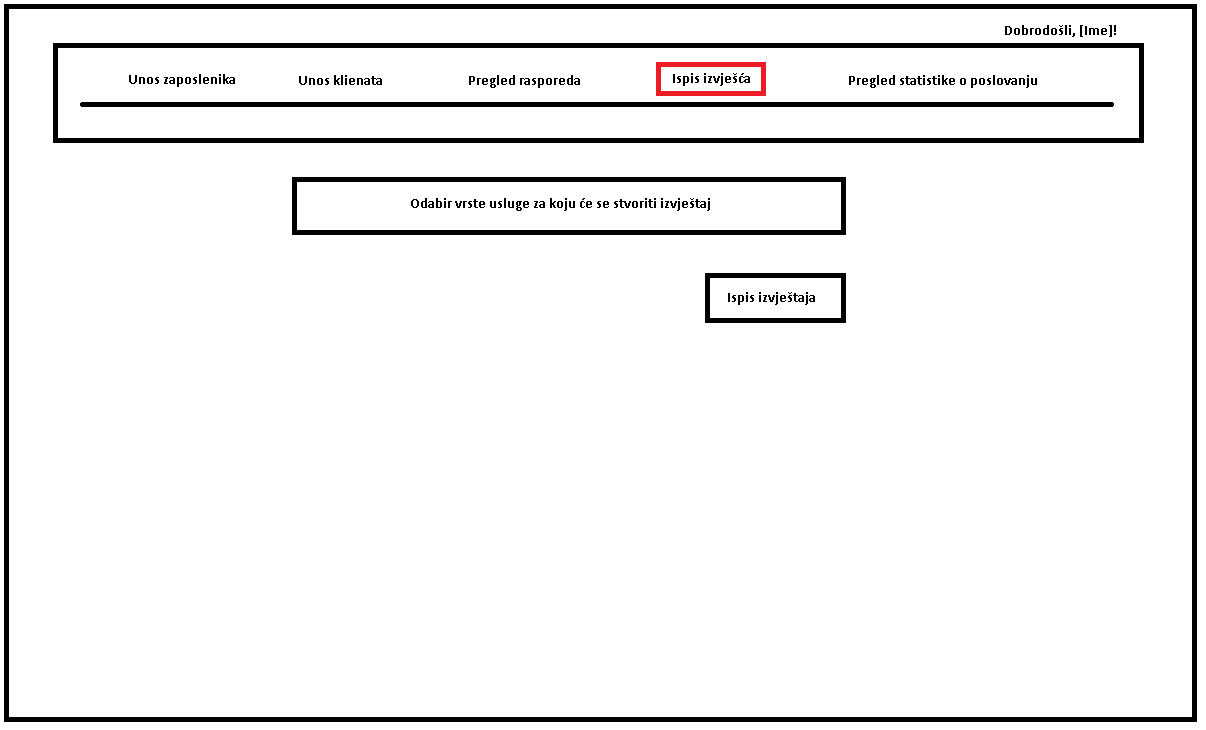 Dobrodošli, [Ime]!
Unos zaposlenika
Unos klienata
Pregled rasporeda
Ispis izvješća
Pregled statistike o poslovanju
Odabir vrste usluge za koju će se stvoriti izvještaj
Ispis izvještaja